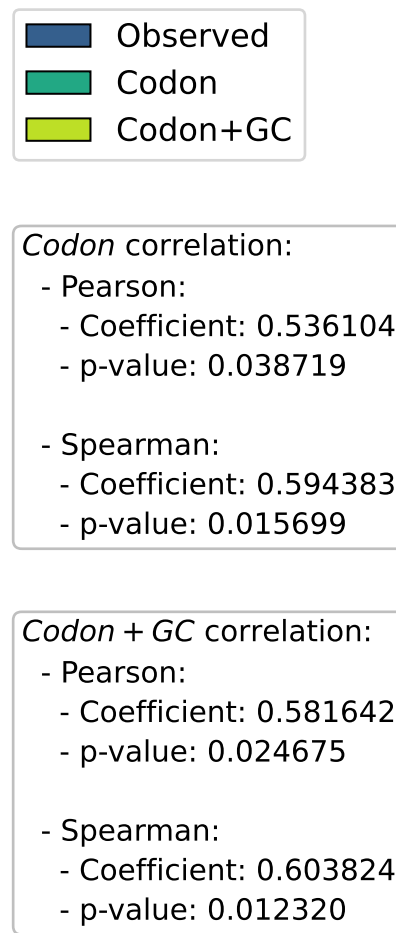 Observed
Codon
Codon+GC
Codon correlation:
- Pearson:
- Coefficient: 0.536104
- p-value: 0.038719
- Spearman:
- Coefficient: 0.594383
- p-value: 0.015699
Codon + GC correlation:
- Pearson:
- Coefficient: 0.581642
- p-value: 0.024675
- Spearman:
- Coefficient: 0.603824
- p-value: 0.012320